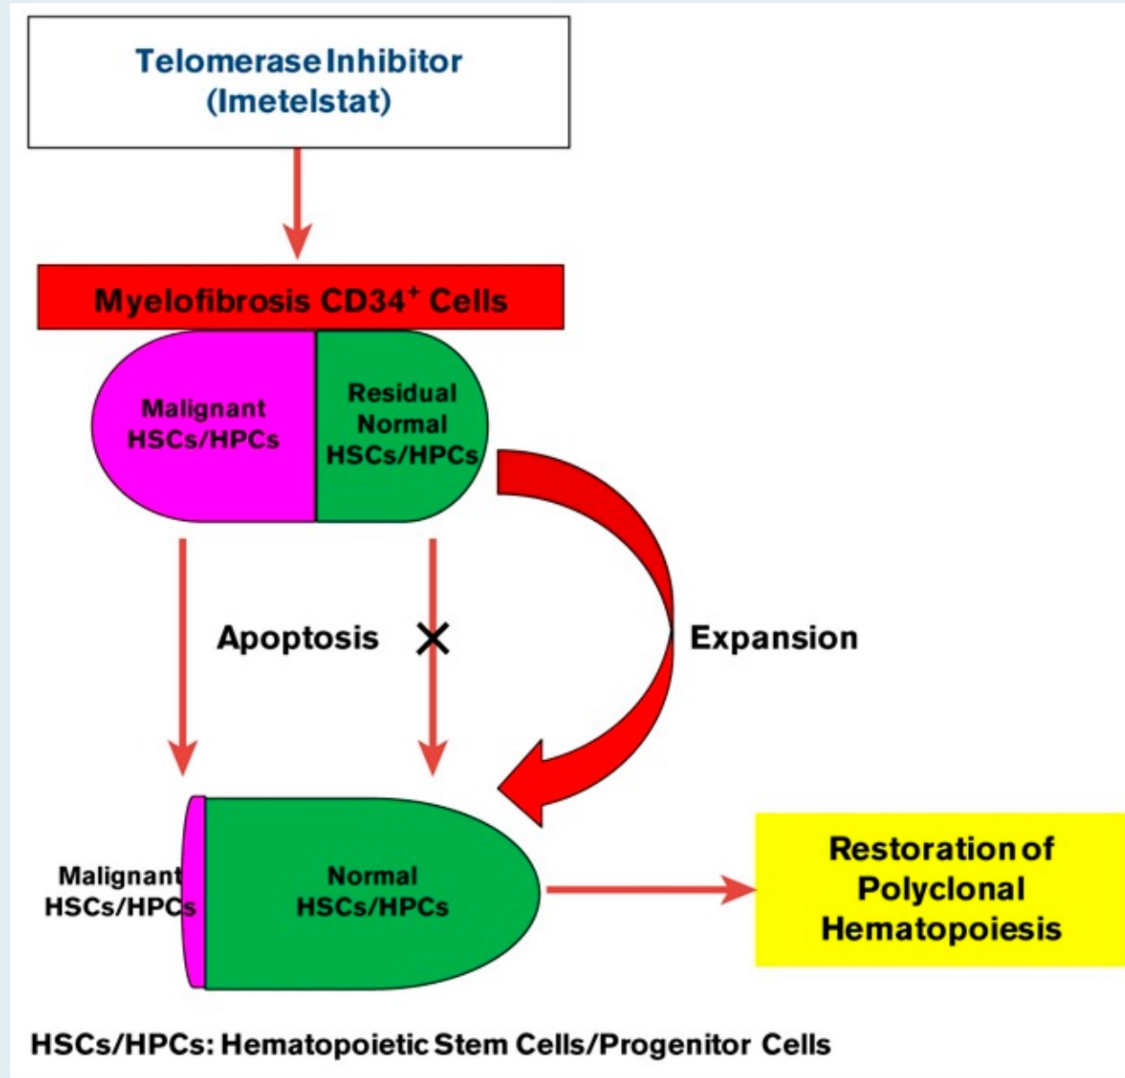 Telomerase Inhibitor
(Imetelstat)
Myelofibrosis CD34⁺ Cells
Malignant
HSCs/HPCs
Residual
Normal
HSCs/HPCs
Apoptosis
Expansion
Malignant
HSCs/HPCs
Normal
HSCs/HPCs
Restoration of
Polyclonal
Hematopoiesis
HSCs/HPCs: Hematopoietic Stem Cells/Progenitor Cells